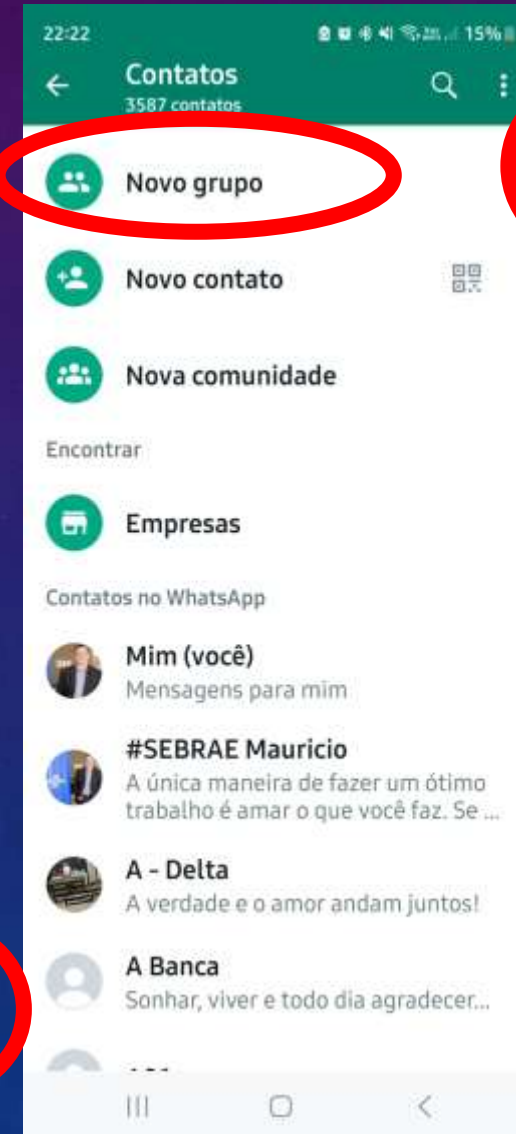 22:22
15%
Contatos
3587 contatos
Novo grupo
Novo contato
Nova comunidade
Encontrar
Empresas
Contatos no WhatsApp
Mim (você)
Mensagens para mim
#SEBRAE Mauricio
A única maneira de fazer um ótimo
trabalho é amar o que você faz. Se ...
A - Delta
A verdade e o amor andam juntos!
A Banca
Sonhar, viver e todo dia agradecer...